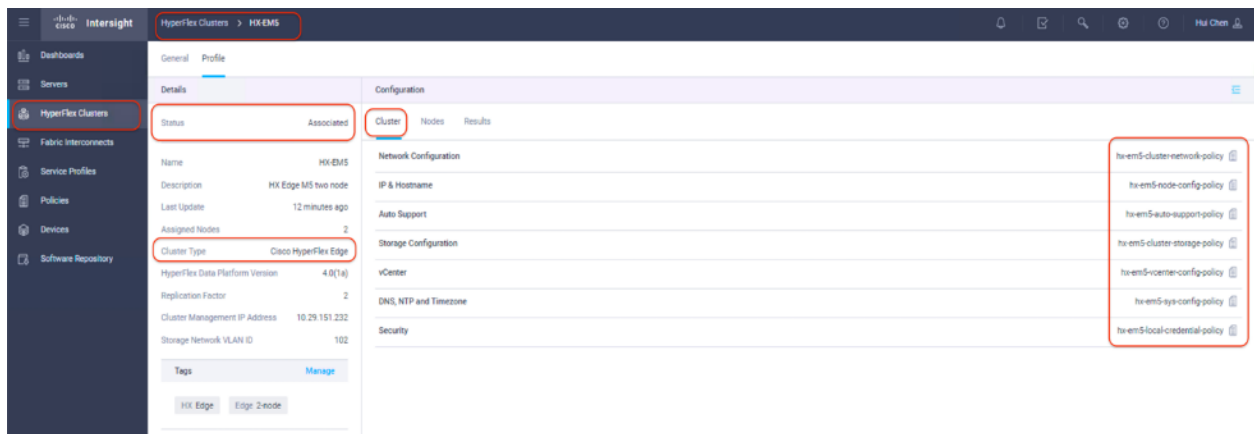 cisco Intersight
HyperFlex Clusters > HX-EM5
Hui Chen
Dashboards
Servers
HyperFlex Clusters
Fabric Interconnects
Service Profiles
Policies
Devices
Software Repository
General Profile
Details
Status Associated
Name HX-EM5
Description HX Edge M5 two node
Last Update 12 minutes ago
Assigned Nodes 2
Cluster Type Cisco HyperFlex Edge
HyperFlex Data Platform Version 4.0(1a)
Replication Factor 2
Cluster Management IP Address 10.29.151.232
Storage Network VLAN ID 102
Tags Manage
HX Edge Edge 2-node
Configuration
Cluster Nodes Results
Network Configuration hx-em5-cluster-network-policy
IP & Hostname hx-em5-node-config-policy
Auto Support hx-em5-auto-support-policy
Storage Configuration hx-em5-cluster-storage-policy
vCenter hx-em5-vcenter-config-policy
DNS, NTP and Timezone hx-em5-sys-config-policy
Security hx-em5-local-credential-policy